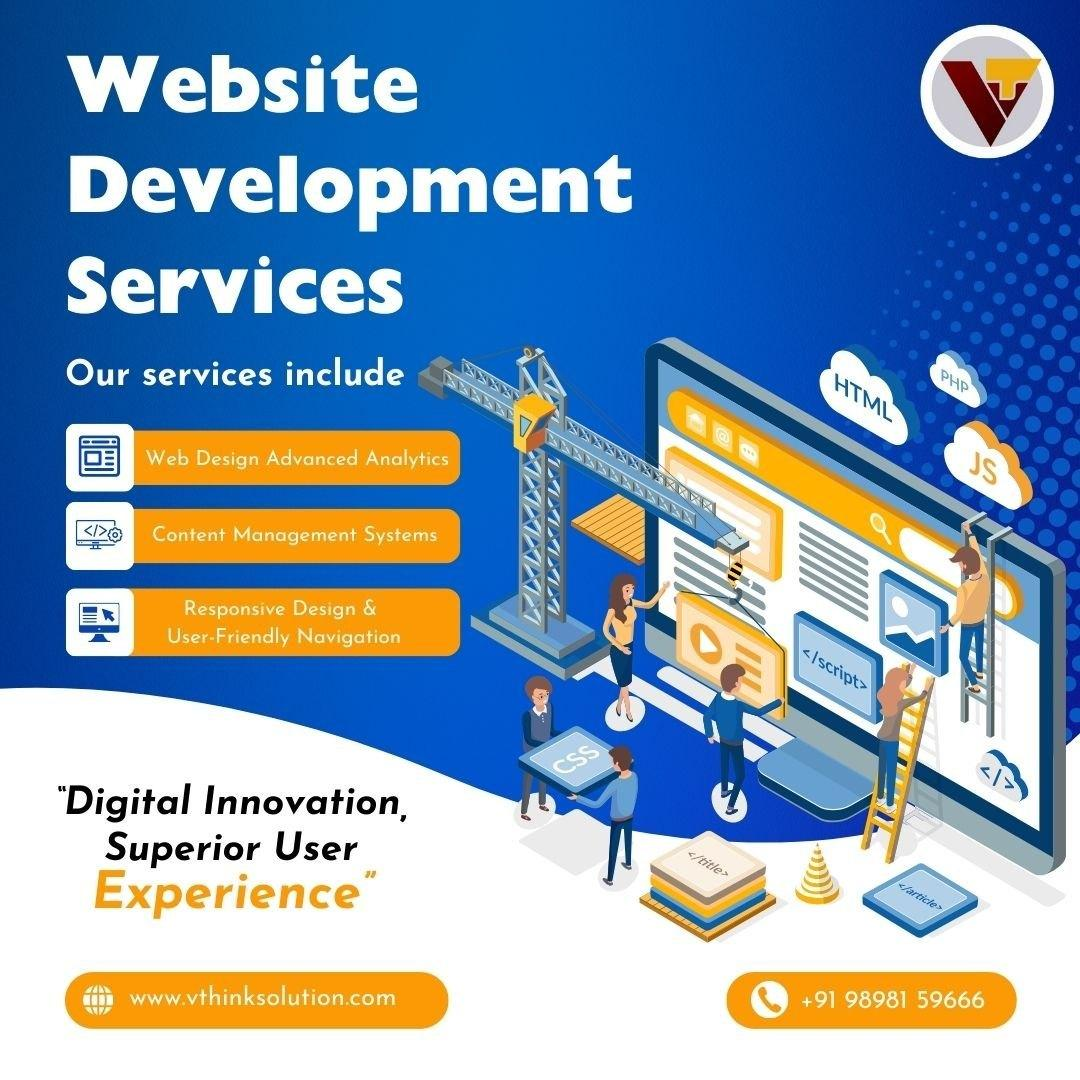 Website
Development
Services
Our services include
Web Design Advanced Analytics
Content Management Systems
Responsive Design &
User-Friendly Navigation
HTML
PHP
JS
</script>
CSS
</>
</title>
</article>
"Digital Innovation,
Superior User
Experience"
www.vthinksolution.com
+91 98981 59666